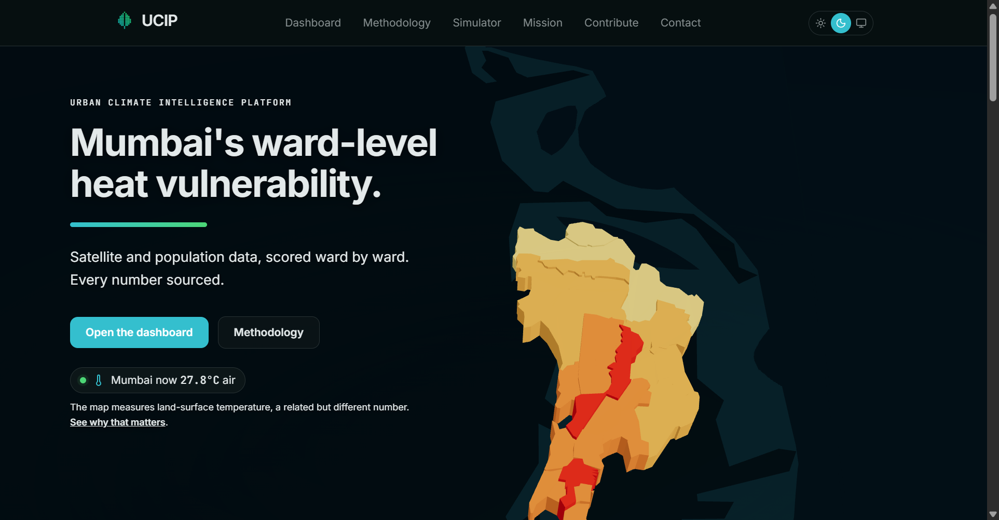 UCIP
Dashboard Methodology Simulator Mission Contribute Contact
URBAN CLIMATE INTELLIGENCE PLATFORM
Mumbai's ward-level
heat vulnerability.
Satellite and population data, scored ward by ward.
Every number sourced.
Open the dashboard Methodology
Mumbai now 27.8°C air
The map measures land-surface temperature, a related but different number.
See why that matters.